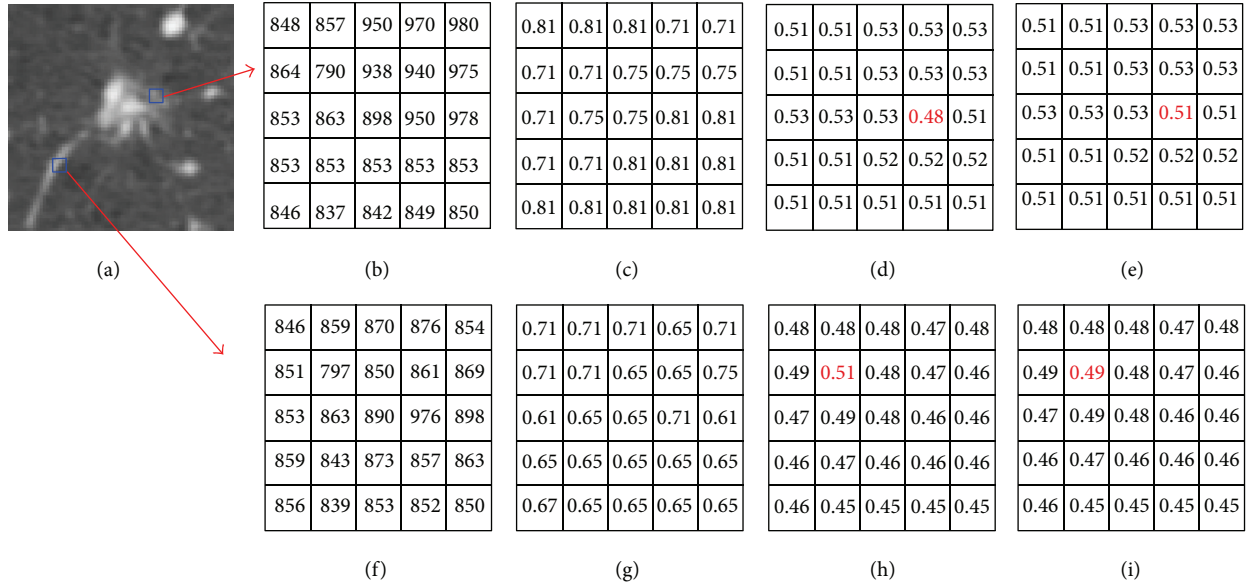 848 857 950 970 980 0.81 0.81 0.81 0.71 0.71 0.51 0.51 0.53 0.53 0.53 0.51 0.51 0.53 0.53 0.53
864 790 938 940 975 0.71 0.71 0.75 0.75 0.75 0.51 0.51 0.53 0.53 0.53 0.51 0.51 0.53 0.53 0.53
853 863 898 950 978 0.71 0.75 0.75 0.81 0.81 0.53 0.53 0.53 0.48 0.51 0.53 0.53 0.53 0.51 0.51
853 853 853 853 853 0.71 0.71 0.81 0.81 0.81 0.51 0.51 0.52 0.52 0.52 0.51 0.51 0.52 0.52 0.52
846 837 842 849 850 0.81 0.81 0.81 0.81 0.81 0.51 0.51 0.51 0.51 0.51 0.51 0.51 0.51 0.51 0.51
(a) (b) (c) (d) (e)
846 859 870 876 854 0.71 0.71 0.71 0.65 0.71 0.48 0.48 0.48 0.47 0.48 0.48 0.48 0.48 0.47 0.48
851 797 850 861 869 0.71 0.71 0.65 0.65 0.75 0.49 0.51 0.48 0.47 0.46 0.49 0.49 0.48 0.47 0.46
853 863 890 976 898 0.61 0.65 0.65 0.71 0.61 0.47 0.49 0.48 0.46 0.46 0.47 0.49 0.48 0.46 0.46
859 843 873 857 863 0.65 0.65 0.65 0.65 0.65 0.46 0.47 0.46 0.46 0.46 0.46 0.47 0.46 0.46 0.46
856 839 853 852 850 0.67 0.65 0.65 0.65 0.65 0.46 0.45 0.45 0.45 0.45 0.46 0.45 0.45 0.45 0.45
(f) (g) (h) (i)